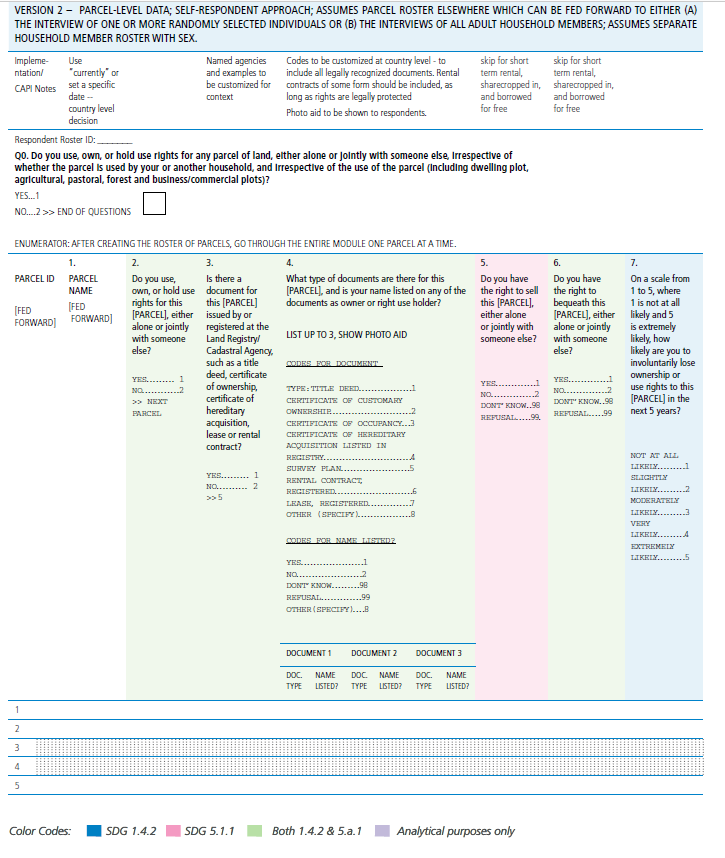 VERSION 2 – PARCEL-LEVEL DATA; SELF-RESPONDENT APPROACH; ASSUMES PARCEL ROSTER ELSEWHERE WHICH CAN BE FED FORWARD TO EITHER (A)
THE INTERVIEW OF ONE OR MORE RANDOMLY SELECTED INDIVIDUALS OR (B) THE INTERVIEWS OF ALL ADULT HOUSEHOLD MEMBERS; ASSUMES SEPARATE
HOUSEHOLD MEMBER ROSTER WITH SEX.
Impleme-
ntation/
CAPI Notes
Use
"currently" or
set a specific
date --
country level
decision
Named agencies
and examples to
be customized for
context
Codes to be customized at country level - to
include all legally recognized documents. Rental
contracts of some form should be included, as
long as rights are legally protected
Photo aid to be shown to respondents.
skip for short
term rental,
sharecropped in,
and borrowed
for free
skip for short
term rental,
sharecropped in,
and borrowed
for free
Respondent Roster ID: _______
Q0. Do you use, own, or hold use rights for any parcel of land, either alone or jointly with someone else, irrespective of
whether the parcel is used by your or another household, and irrespective of the use of the parcel (including dwelling plot,
agricultural, pastoral, forest and business/commercial plots)?
YES...1
NO....2 >> END OF QUESTIONS
ENUMERATOR: AFTER CREATING THE ROSTER OF PARCELS, GO THROUGH THE ENTIRE MODULE ONE PARCEL AT A TIME.
PARCEL ID
[FED
FORWARD]
1.
PARCEL
NAME
[FED
FORWARD]
2.
Do you use,
own, or hold use
rights for this
[PARCEL], either
alone or jointly
with someone
else?
YES......... 1
NO...........2
>> NEXT
PARCEL
3.
Is there a
document for
this [PARCEL]
issued by or
registered at the
Land Registry/
Cadastral Agency,
such as a title
deed, certificate
of ownership,
certificate of
hereditary
acquisition,
lease or rental
contract?
YES......... 1
NO.......... 2
>> 5
4.
What type of documents are there for this
[PARCEL], and is your name listed on any of the
documents as owner or right use holder?
LIST UP TO 3, SHOW PHOTO AID
CODES FOR DOCUMENT
TYPE: TITLE DEED............1
CERTIFICATE OF CUSTOMARY
OWNERSHIP...................2
CERTIFICATE OF OCCUPANCY...3
CERTIFICATE OF HEREDITARY
ACQUISITION LISTED IN
REGISTRY....................4
SURVEY PLAN.................5
RENTAL CONTRACT,
REGISTERED..................6
LEASE, REGISTERED...........7
OTHER (SPECIFY).............8
CODES FOR NAME LISTED?
YES...................1
NO....................2
DONT' KNOW.........98
REFUSAL............99
OTHER(SPECIFY)....8
DOCUMENT 1 DOCUMENT 2 DOCUMENT 3
DOC. NAME DOC. NAME DOC. NAME
TYPE LISTED? TYPE LISTED? TYPE LISTED?
5.
Do you have
the right to sell
this [PARCEL],
either alone
or jointly with
someone else?
YES.............1
NO..............2
DONT' KNOW..98
REFUSAL.....99.
6.
Do you have
the right to
bequeath this
[PARCEL], either
alone or jointly
with someone
else?
YES.............1
NO..............2
DONT' KNOW..98
REFUSAL.....99
7.
On a scale from
1 to 5, where
1 is not at all
likely and 5
is extremely
likely, how
likely are you to
involuntarily lose
ownership or
use rights to this
[PARCEL] in the
next 5 years?
NOT AT ALL
LIKELY.........1
SLIGHTLY
LIKELY.........2
MODERATELY
LIKELY.........3
VERY
LIKELY.........4
EXTREMELY
LIKELY.........5
1
2
3
4
5
Color Codes: SDG 1.4.2 SDG 5.1.1 Both 1.4.2 & 5.a.1 Analytical purposes only